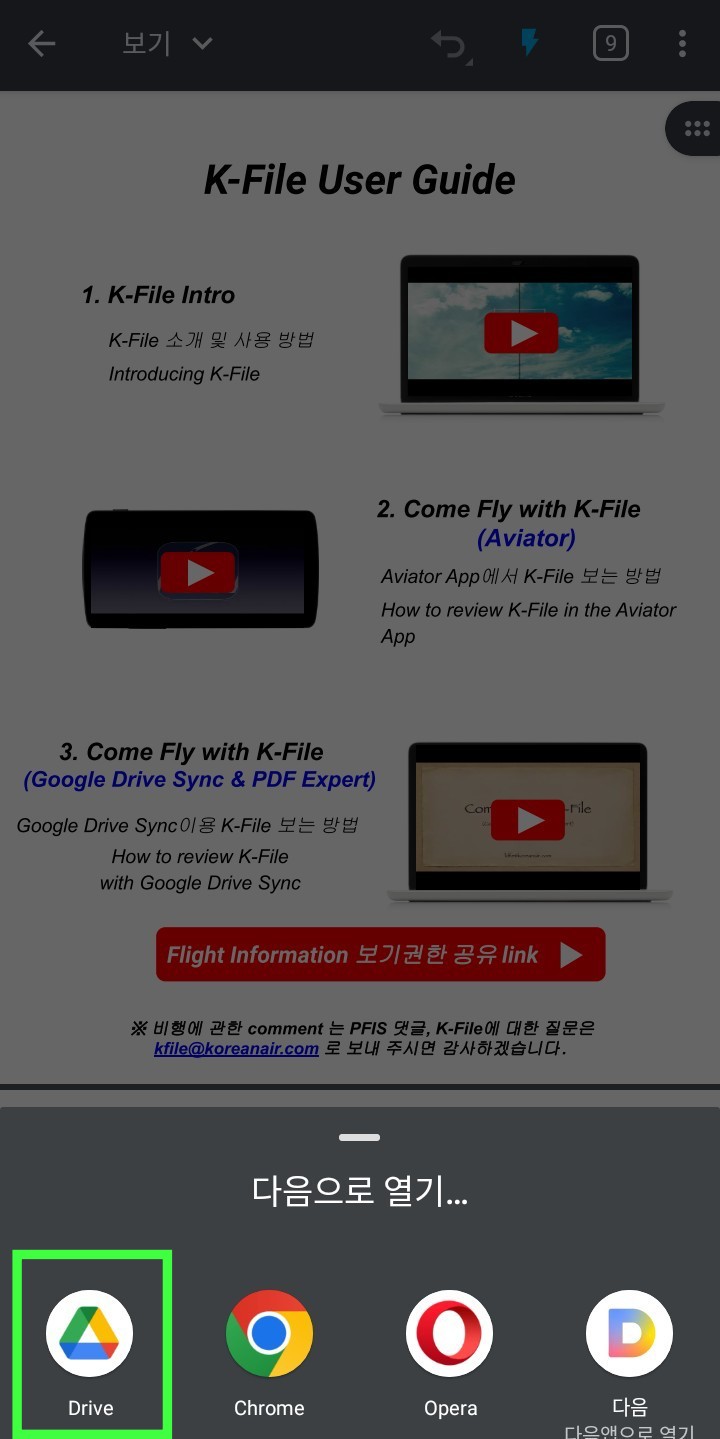 보기
9
K-File User Guide
1. K-File Intro
K-File 소개 및 사용 방법
Introducing K-File
2. Come Fly with K-File
(Aviator)
Aviator App에서 K-File 보는 방법
How to review K-File in the Aviator
App
3. Come Fly with K-File
(Google Drive Sync & PDF Expert)
Google Drive Sync이용 K-File 보는 방법
How to review K-File
with Google Drive Sync
Com -File
Flight Information 보기권한 공유 link
※ 비행에 관한 comment 는 PFIS 댓글, K-File에 대한 질문은
kfile@koreanair.com 로 보내 주시면 감사하겠습니다.
다음으로 열기...
Drive
Chrome
Opera
다음
다음앱으로 열기